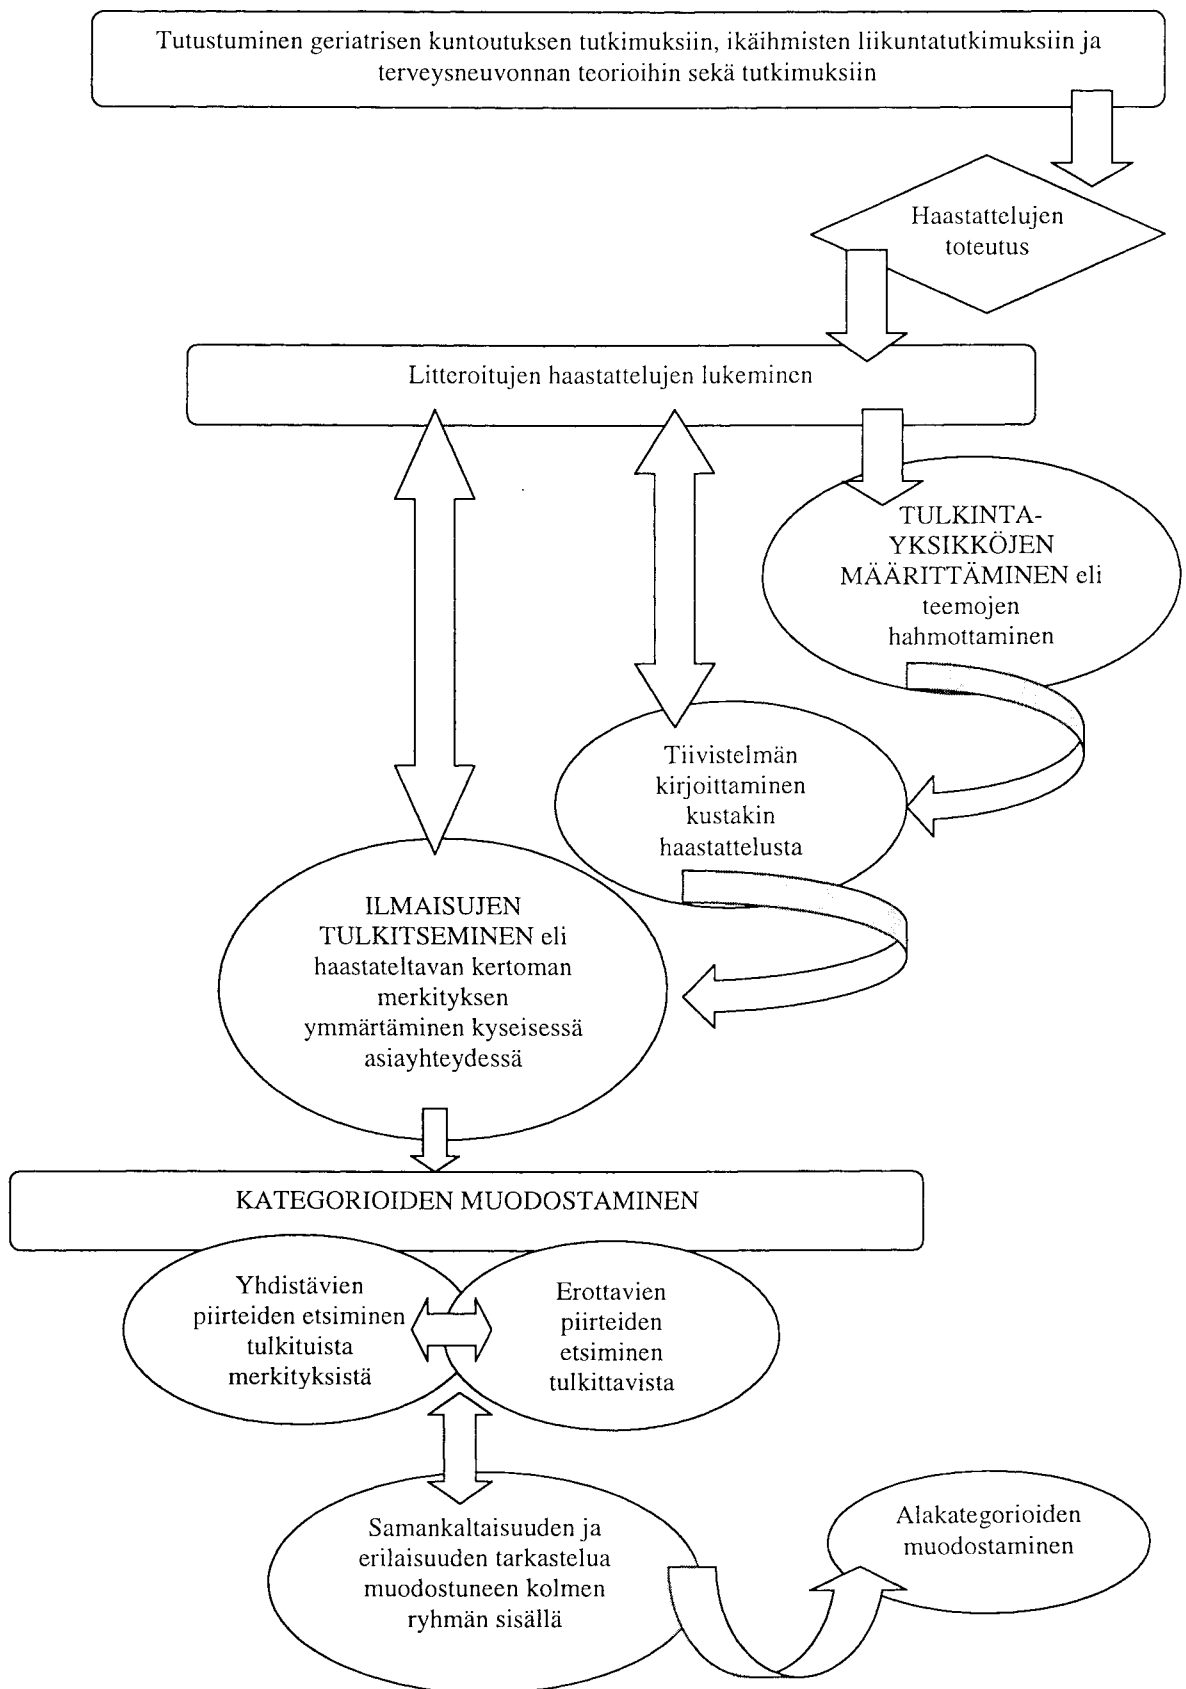 Tutustuminen geriatrisen kuntoutuksen tutkimuksiin, ikäihmisten liikuntatutkimuksiin ja
terveysneuvonnan teorioihin sekä tutkimuksiin
Haastattelujen
toteutus
Litteroitujen haastattelujen lukeminen
TULKINTA-
YKSIKKÖJEN
MÄÄRITTÄMINEN eli
teemojen
hahmottaminen
Tiivistelmän
kirjoittaminen
kustakin
haastattelusta
ILMAISUJEN
TULKITSEMINEN eli
haastateltavan kertoman
merkityksen
ymmärtäminen kyseisessä
asiayhteydessä
KATEGORIOIDEN MUODOSTAMINEN
Yhdistävien
piirteiden etsiminen
tulkituista
merkityksistä
Erottavien
piirteiden
etsiminen
tulkittavista
Samankaltaisuuden ja
erilaisuuden tarkastelua
muodostuneen kolmen
ryhmän sisällä
Alakategorioiden
muodostaminen